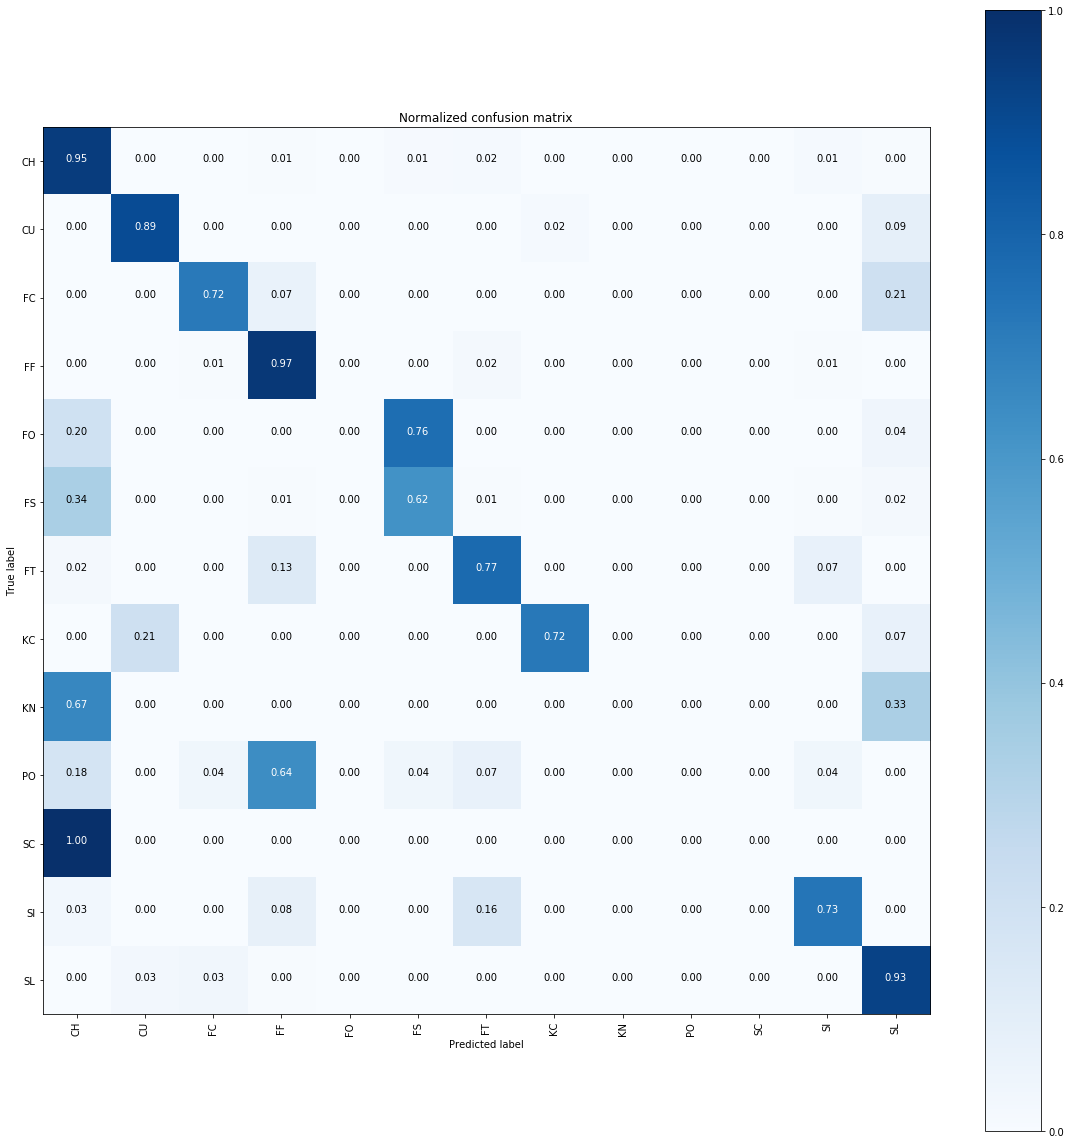 Normalized confusion matrix
1.0
CH 0.95 0.00 0.00 0.01 0.00 0.01 0.02 0.00 0.00 0.00 0.00 0.01 0.00
CU 0.00 0.89 0.00 0.00 0.00 0.00 0.00 0.02 0.00 0.00 0.00 0.00 0.09
0.8
FC 0.00 0.00 0.72 0.07 0.00 0.00 0.00 0.00 0.00 0.00 0.00 0.00 0.21
FF 0.00 0.00 0.01 0.97 0.00 0.00 0.02 0.00 0.00 0.00 0.00 0.01 0.00
FO 0.20 0.00 0.00 0.00 0.00 0.76 0.00 0.00 0.00 0.00 0.00 0.00 0.04
0.6
FS 0.34 0.00 0.00 0.01 0.00 0.62 0.01 0.00 0.00 0.00 0.00 0.00 0.02
True label
FT 0.02 0.00 0.00 0.13 0.00 0.00 0.77 0.00 0.00 0.00 0.00 0.07 0.00
KC 0.00 0.21 0.00 0.00 0.00 0.00 0.00 0.72 0.00 0.00 0.00 0.00 0.07
0.4
KN 0.67 0.00 0.00 0.00 0.00 0.00 0.00 0.00 0.00 0.00 0.00 0.00 0.33
PO 0.18 0.00 0.04 0.64 0.00 0.04 0.07 0.00 0.00 0.00 0.00 0.04 0.00
SC 1.00 0.00 0.00 0.00 0.00 0.00 0.00 0.00 0.00 0.00 0.00 0.00 0.00
0.2
SI 0.03 0.00 0.00 0.08 0.00 0.00 0.16 0.00 0.00 0.00 0.00 0.73 0.00
SL 0.00 0.03 0.03 0.00 0.00 0.00 0.00 0.00 0.00 0.00 0.00 0.00 0.93
CH CU FC FF FO FS FT KC KN PO SC SI SL
Predicted label
0.0